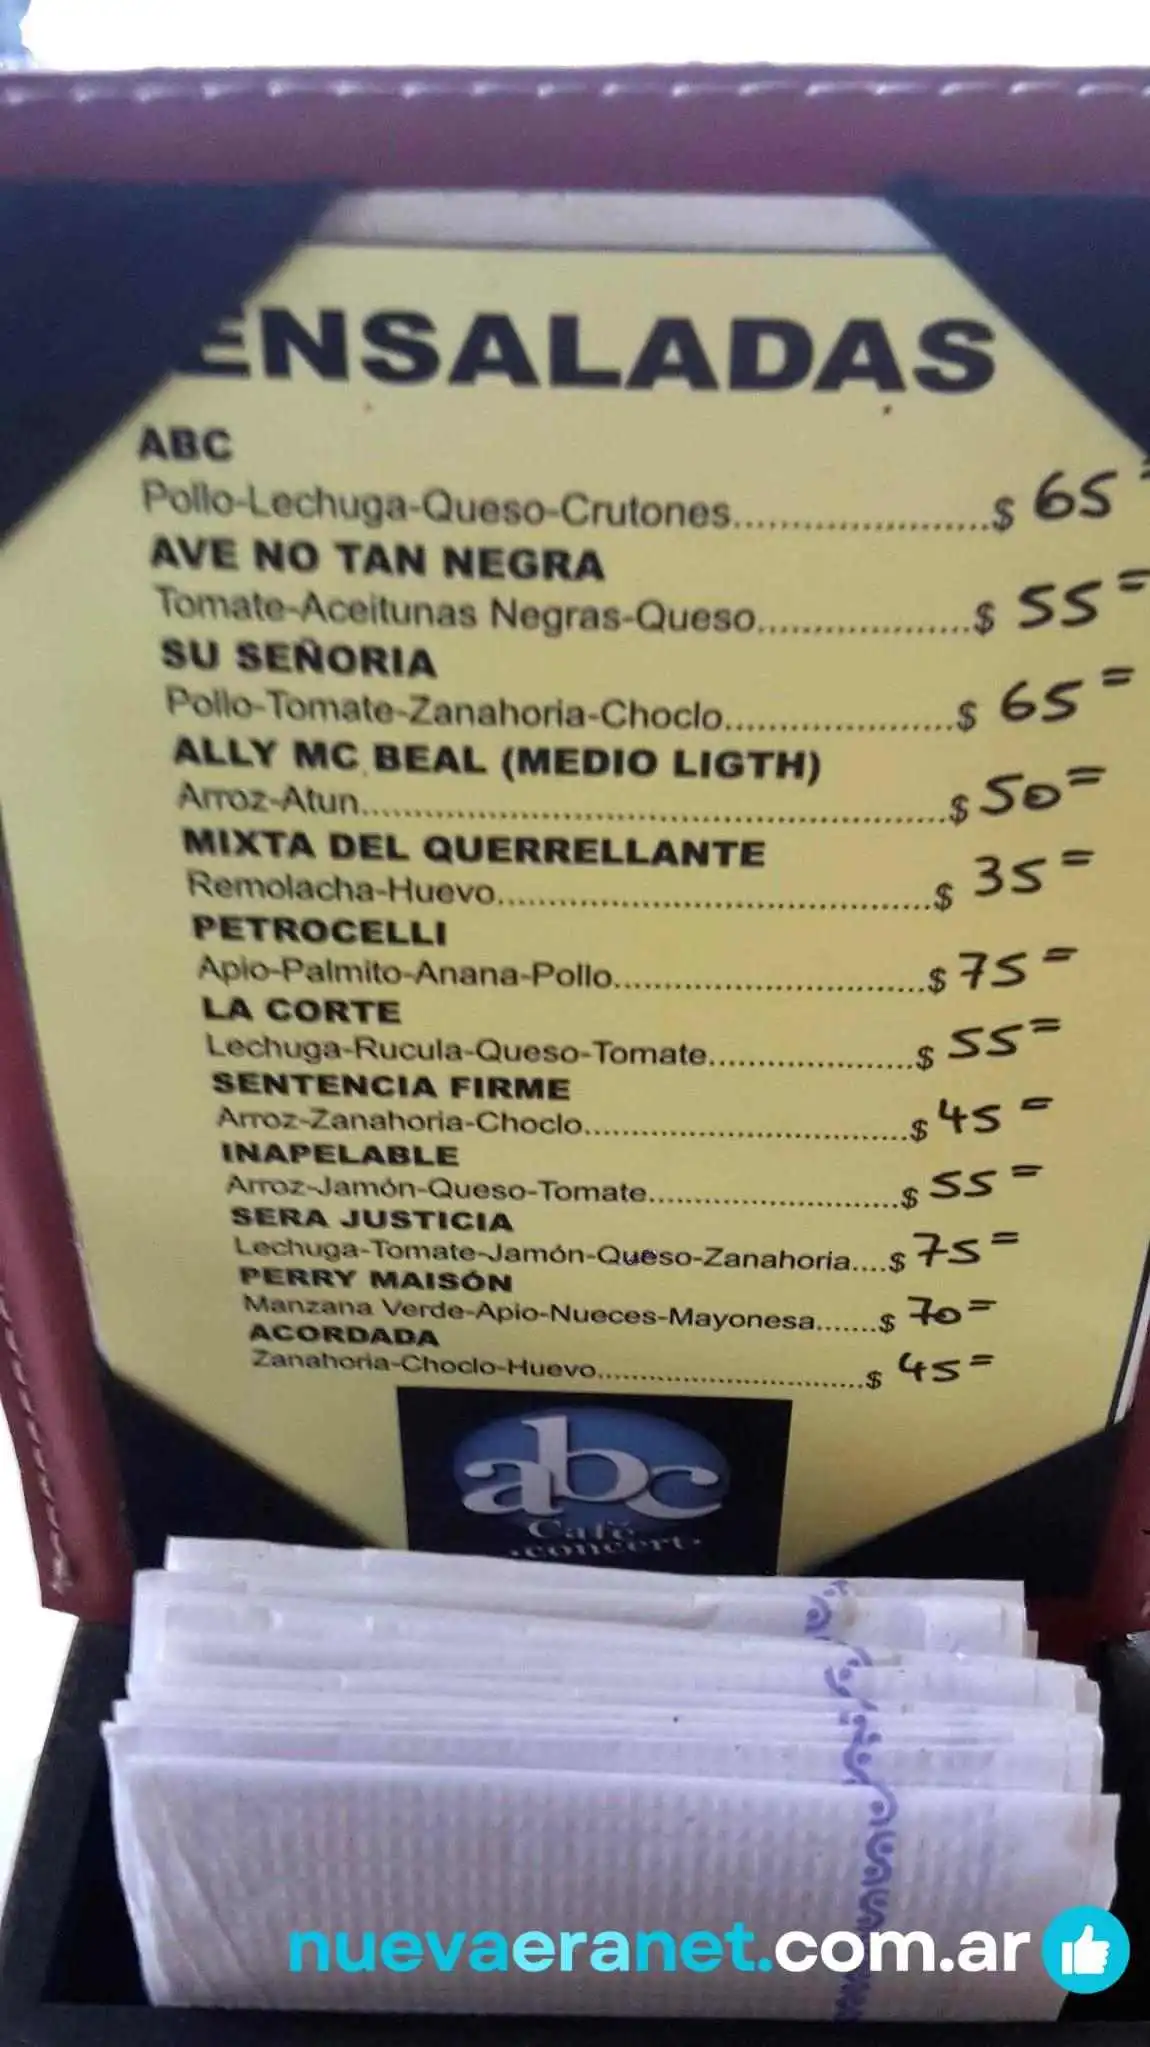 ENSALADAS
ABC
Pollo-Lechuga-Queso-Crutones........................$ 65 =
AVE NO TAN NEGRA
Tomate-Aceitunas Negras-Queso....................$ 55 =
SU SEÑORIA
Pollo-Tomate-Zanahoria-Choclo......................$ 65 =
ALLY MC BEAL (MEDIO LIGTH)
Arroz-Atun............................................................$ 50 =
MIXTA DEL QUERRELLANTE
Remolacha-Huevo.............................................$ 35 =
PETROCELLI
Apio-Palmito-Anana-Pollo................................$ 75 =
LA CORTE
Lechuga-Rucula-Queso-Tomate.....................$ 55 =
SENTENCIA FIRME
Arroz-Zanahoria-Choclo..................................$ 45 =
INAPELABLE
Arroz-Jamón-Queso-Tomate..........................$ 55 =
SERA JUSTICIA
Lechuga-Tomate-Jamón-Queso-Zanahoria....$ 75 =
PERRY MAISÓN
Manzana Verde-Apio-Nueces-Mayonesa.......$ 70 =
ACORDADA
Zanahoria-Choclo-Huevo..............................$ 45 =
abc
Café
concert
nuevaeranet.com.ar